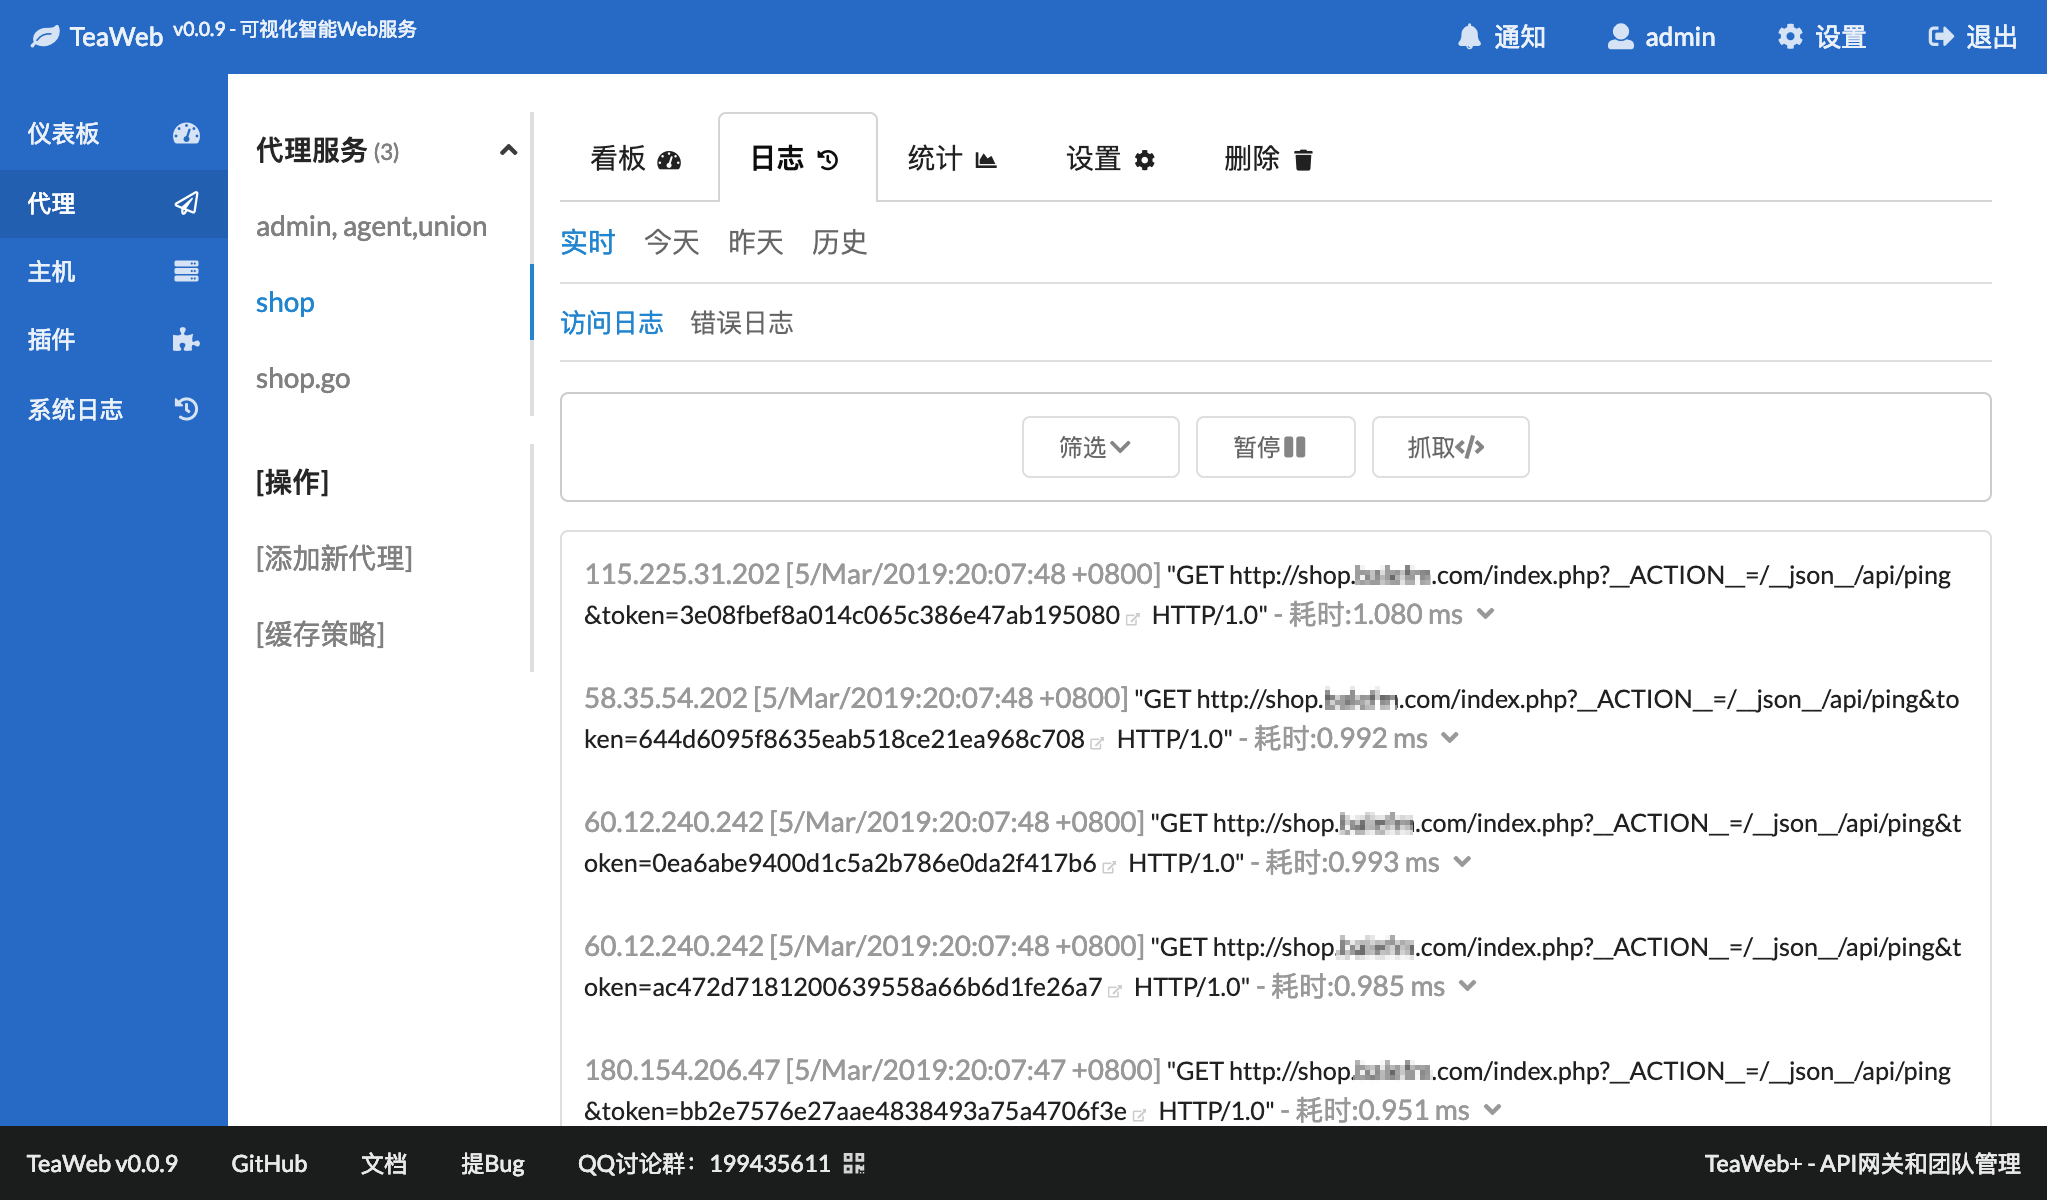 TeaWeb v0.0.9 - 可视化智能Web服务
通知 admin 设置 退出
仪表板
代理
主机
插件
系统日志
代理服务 (3)
admin, agent,union
shop
shop.go
[操作]
[添加新代理]
[缓存策略]
看板 日志 统计 设置 删除
实时 今天 昨天 历史
访问日志 错误日志
筛选 暂停 抓取
115.225.31.202 [5/Mar/2019:20:07:48 +0800] "GET http://shop. .com/index.php?__ACTION__=/__json__/api/ping
&token=3e08fbef8a014c065c386e47ab195080 HTTP/1.0" - 耗时:1.080 ms
58.35.54.202 [5/Mar/2019:20:07:48 +0800] "GET http://shop. .com/index.php?__ACTION__=/__json__/api/ping&to
ken=644d6095f8635eab518ce21ea968c708 HTTP/1.0" - 耗时:0.992 ms
60.12.240.242 [5/Mar/2019:20:07:48 +0800] "GET http://shop. .com/index.php?__ACTION__=/__json__/api/ping&t
oken=0ea6abe9400d1c5a2b786e0da2f417b6 HTTP/1.0" - 耗时:0.993 ms
60.12.240.242 [5/Mar/2019:20:07:48 +0800] "GET http://shop. .com/index.php?__ACTION__=/__json__/api/ping&t
oken=ac472d7181200639558a66b6d1fe26a7 HTTP/1.0" - 耗时:0.985 ms
180.154.206.47 [5/Mar/2019:20:07:47 +0800] "GET http://shop. .com/index.php?__ACTION__=/__json__/api/ping
&token=bb2e7576e27aae4838493a75a4706f3e HTTP/1.0" - 耗时:0.951 ms
TeaWeb v0.0.9 GitHub 文档 提Bug QQ讨论群：199435611 TeaWeb+ - API网关和团队管理